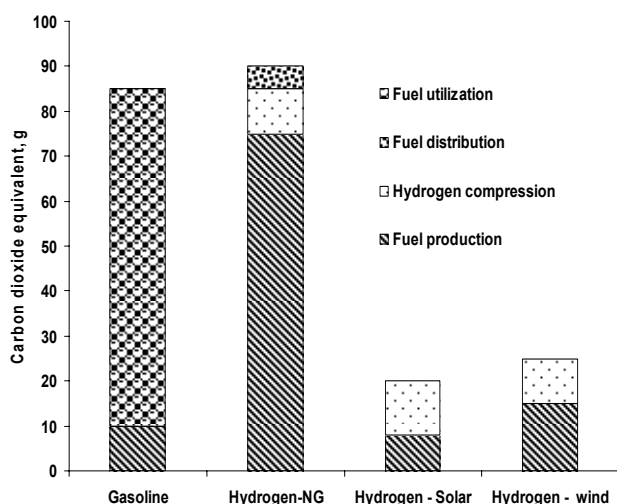 100
90
80
70
60
50
40
30
20
10
0
Carbon dioxide equivalent, g
Fuel utilization
Fuel distribution
Hydrogen compression
Fuel production
Gasoline
Hydrogen-NG
Hydrogen - Solar
Hydrogen - wind